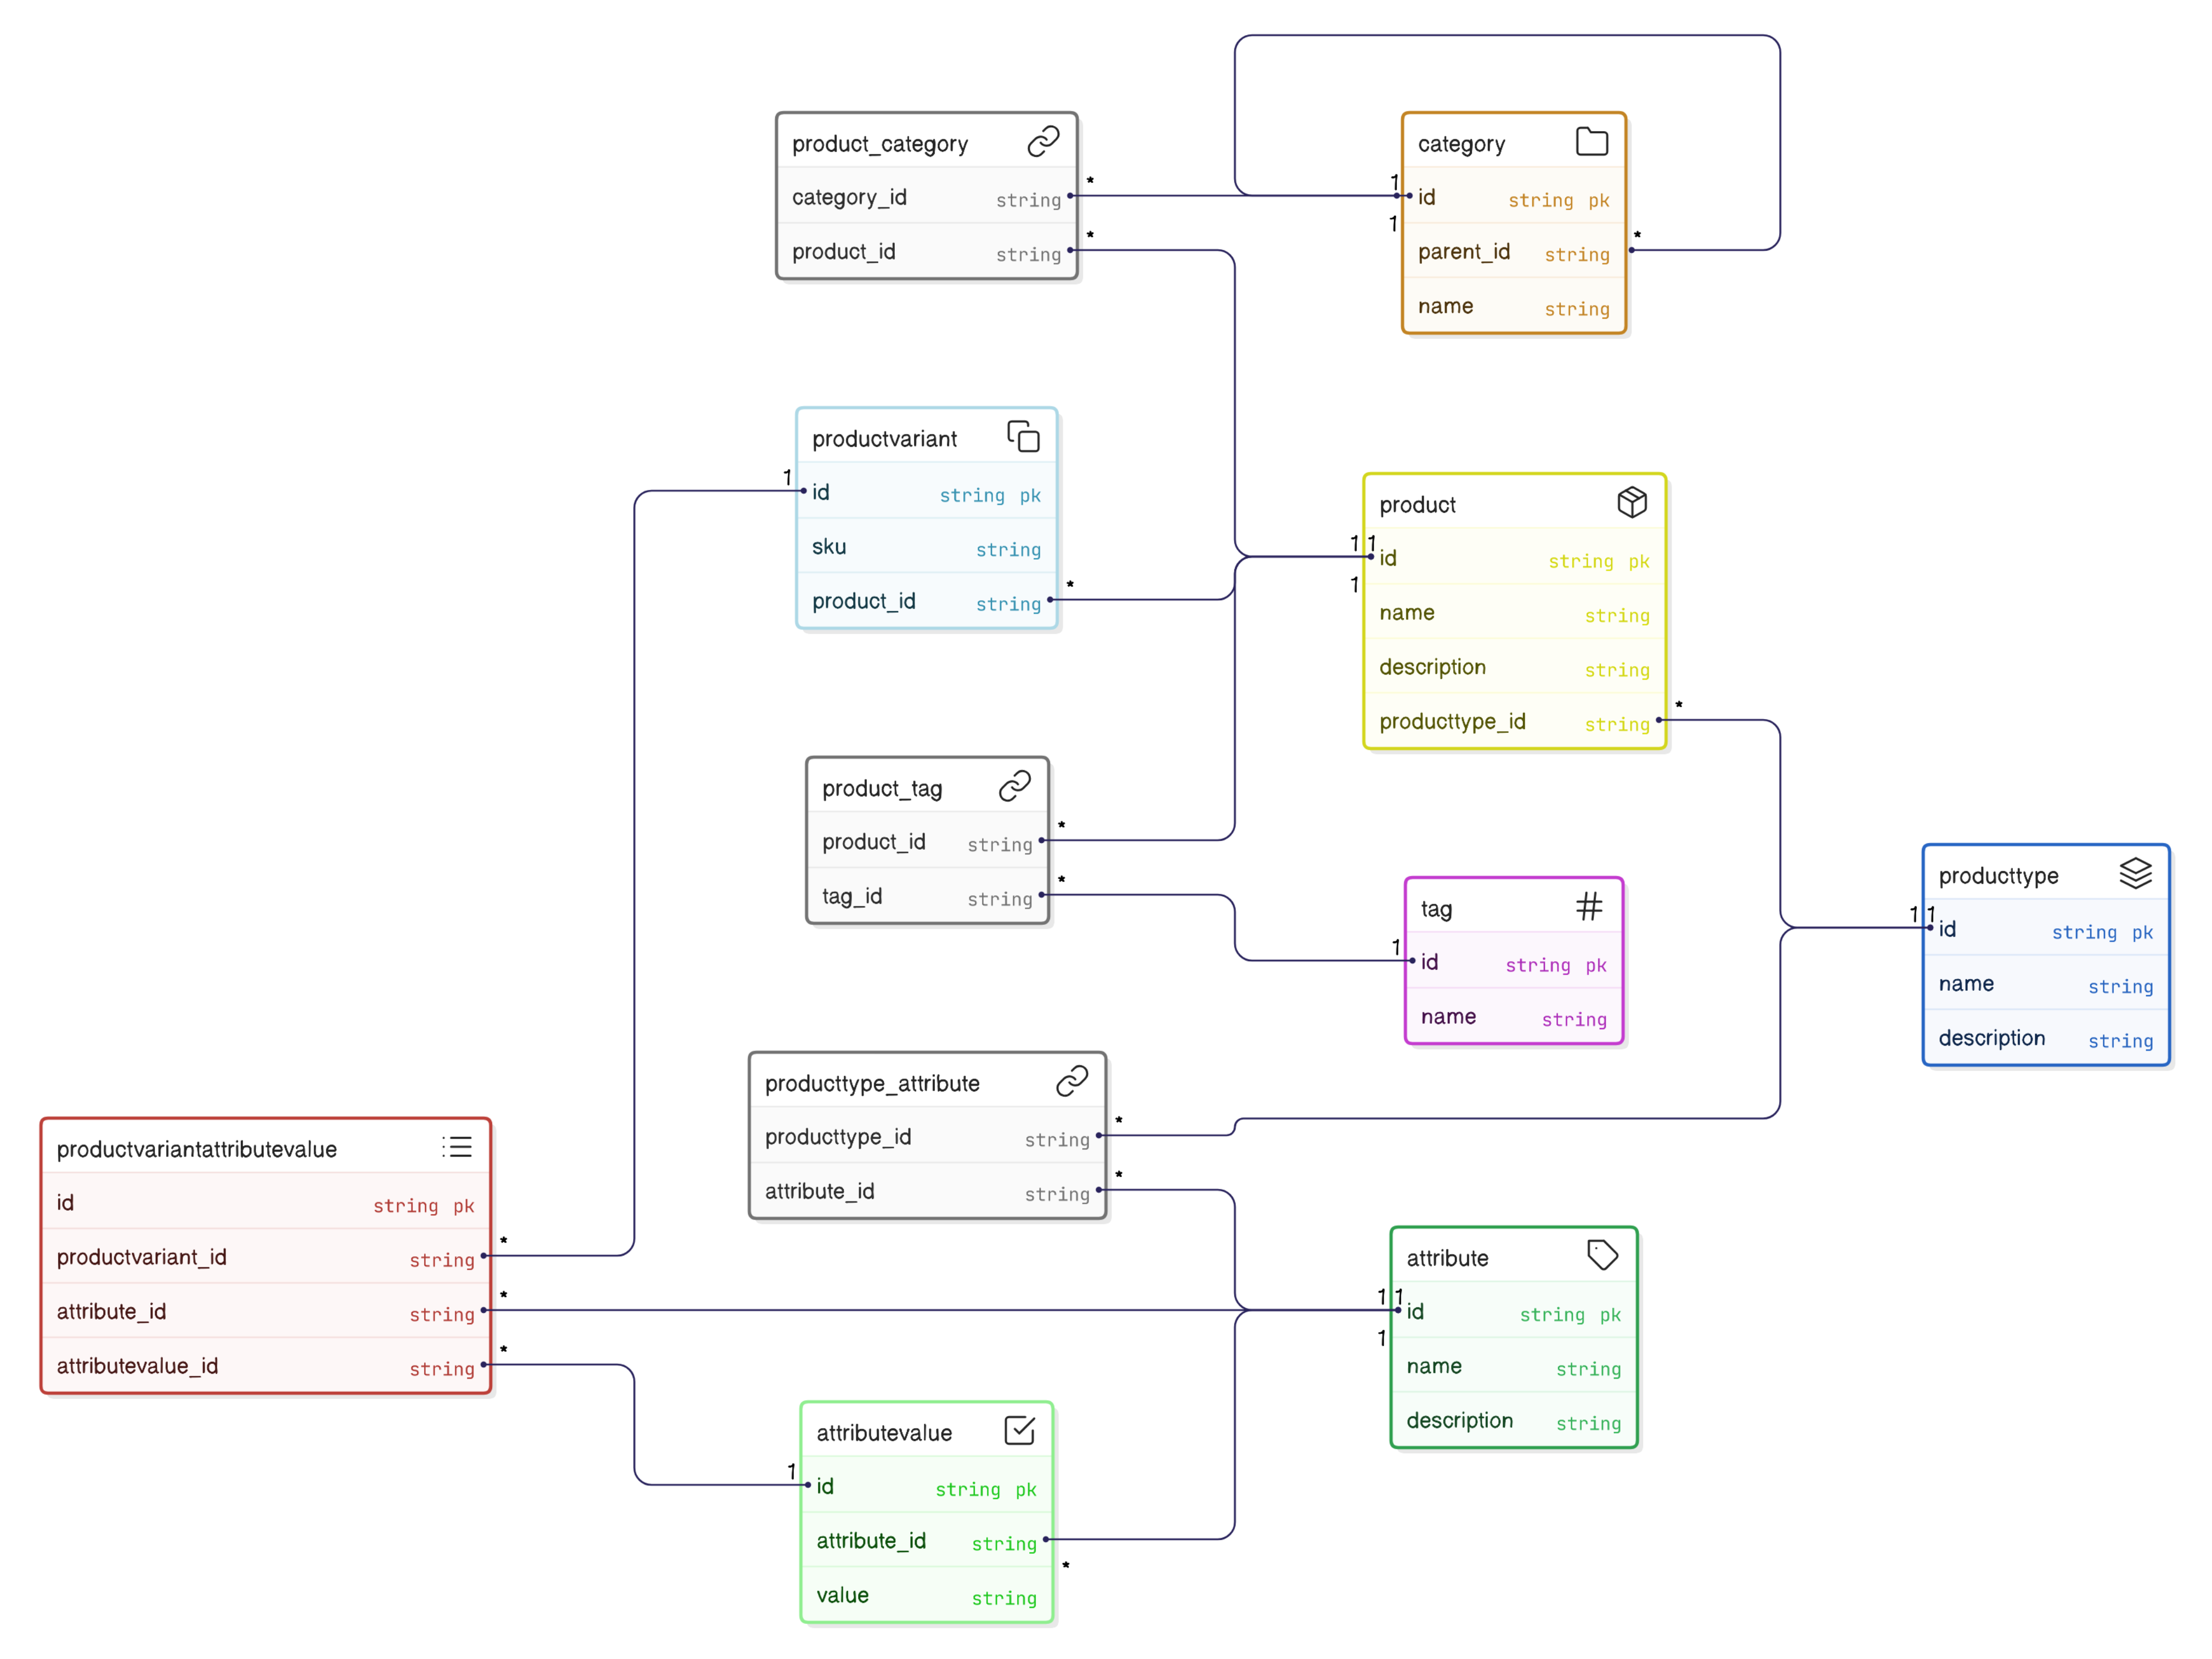 product_category
category_id string
product_id string
*
*
category
id string pk
parent_id string
name string
1
1
*
productvariant
id string pk
sku string
product_id string
1
*
product
id string pk
name string
description string
producttype_id string
1 1
1
*
product_tag
product_id string
tag_id string
*
*
tag
id string pk
name string
1
producttype
id string pk
name string
description string
1 1
producttype_attribute
producttype_id string
attribute_id string
*
*
productvariantattributevalue
id string pk
productvariant_id string
attribute_id string
attributevalue_id string
*
*
*
attribute
id string pk
name string
description string
1 1
1
attributevalue
id string pk
attribute_id string
value string
1
*